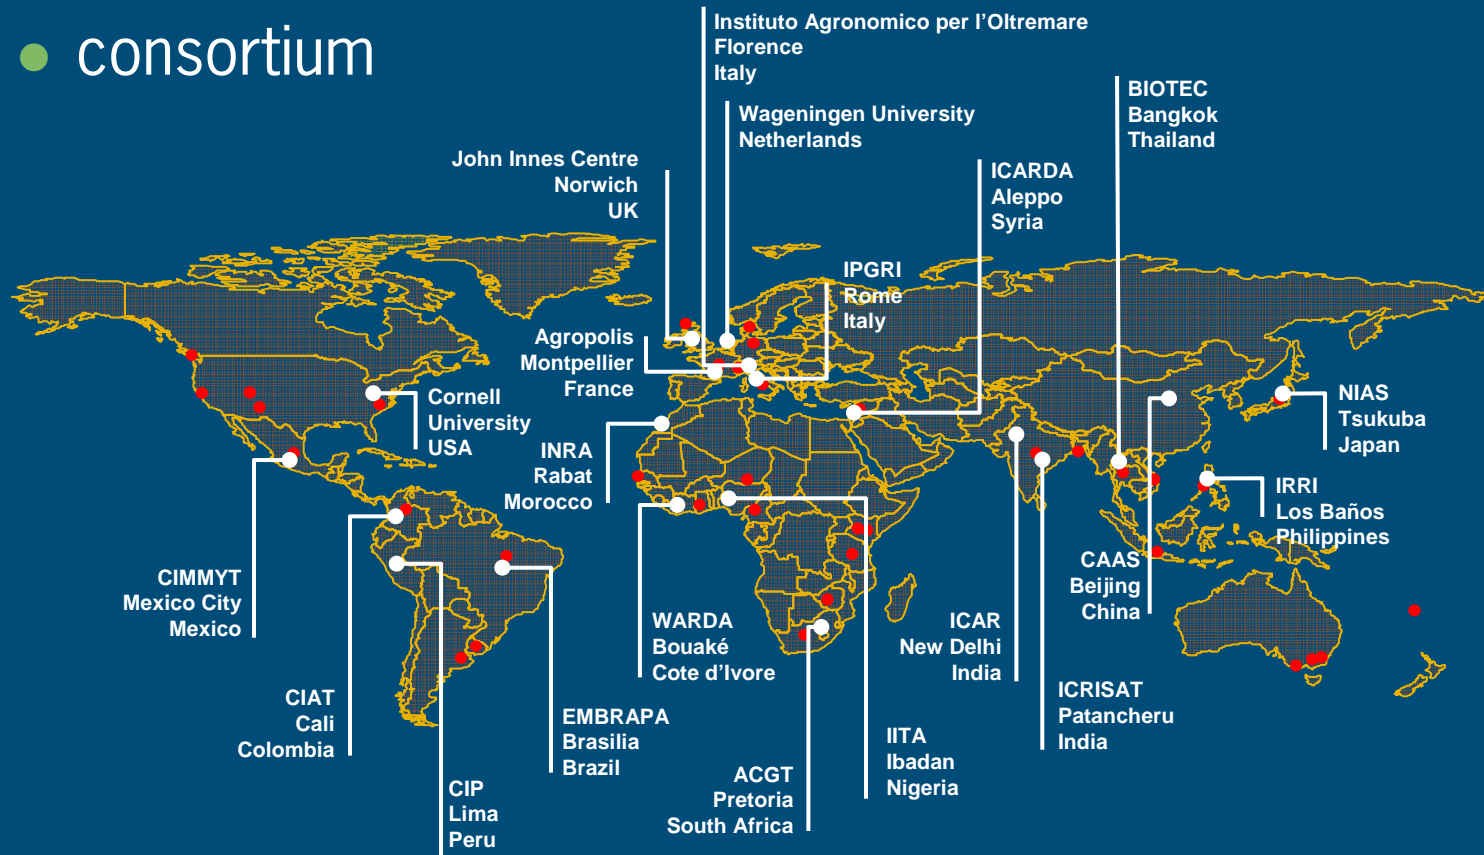 consortium
Instituto Agronomico per l'Oltremare
Florence
Italy
Wageningen University
Netherlands
BIOTEC
Bangkok
Thailand
John Innes Centre
Norwich
UK
ICARDA
Aleppo
Syria
IPGRI
Rome
Italy
Agropolis
Montpellier
France
Cornell
University
USA
NIAS
Tsukuba
Japan
INRA
Rabat
Morocco
IRRI
Los Baños
Philippines
CIMMYT
Mexico City
Mexico
CAAS
Beijing
China
WARDA
Bouaké
Cote d'Ivore
ICAR
New Delhi
India
CIAT
Cali
Colombia
EMBRAPA
Brasilia
Brazil
ICRISAT
Patancheru
India
IITA
Ibadan
Nigeria
ACGT
Pretoria
South Africa
CIP
Lima
Peru